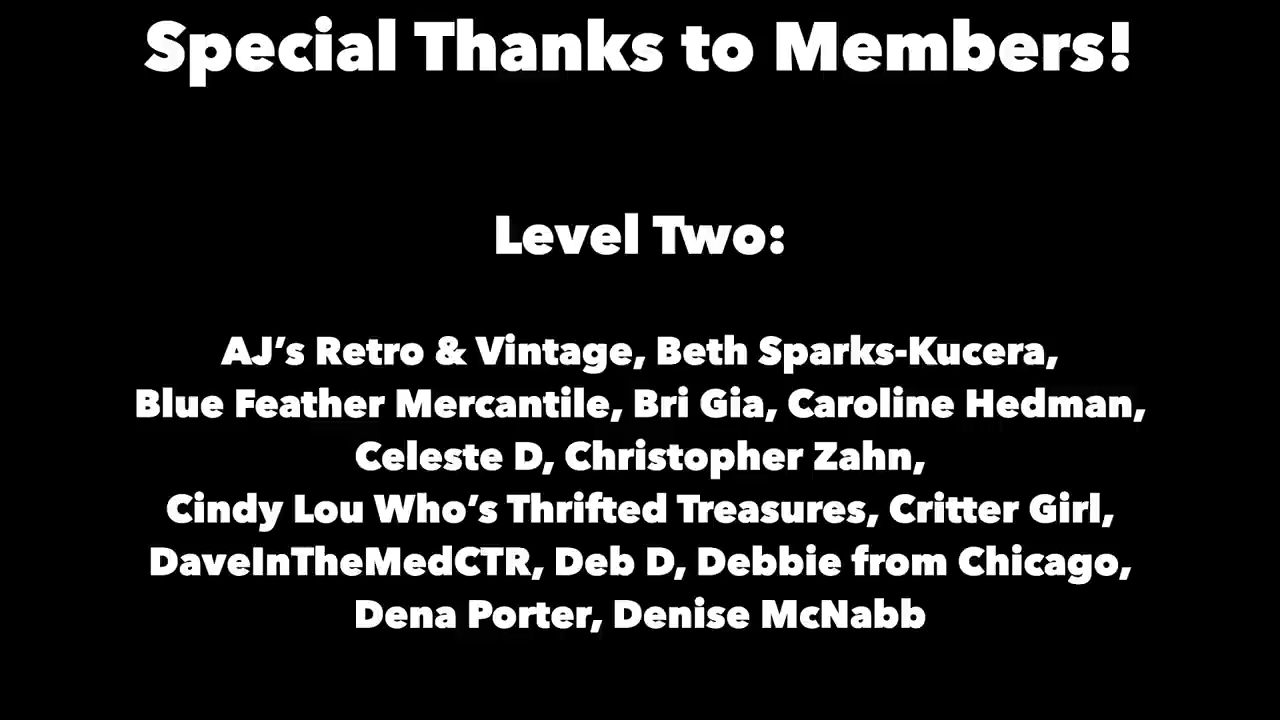 Special Thanks to Members!
Level Two:
AJ’s Retro & Vintage, Beth Sparks-Kucera,
Blue Feather Mercantile, Bri Gia, Caroline Hedman,
Celeste D, Christopher Zahn,
Cindy Lou Who’s Thrifted Treasures, Critter Girl,
DaveInTheMedCTR, Deb D, Debbie from Chicago,
Dena Porter, Denise McNabb